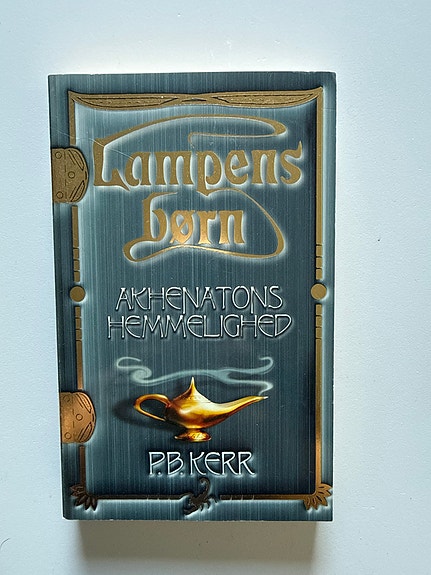 Lampens
børn
AKHENATONS
HEMMELIGHED
P.B. KERR